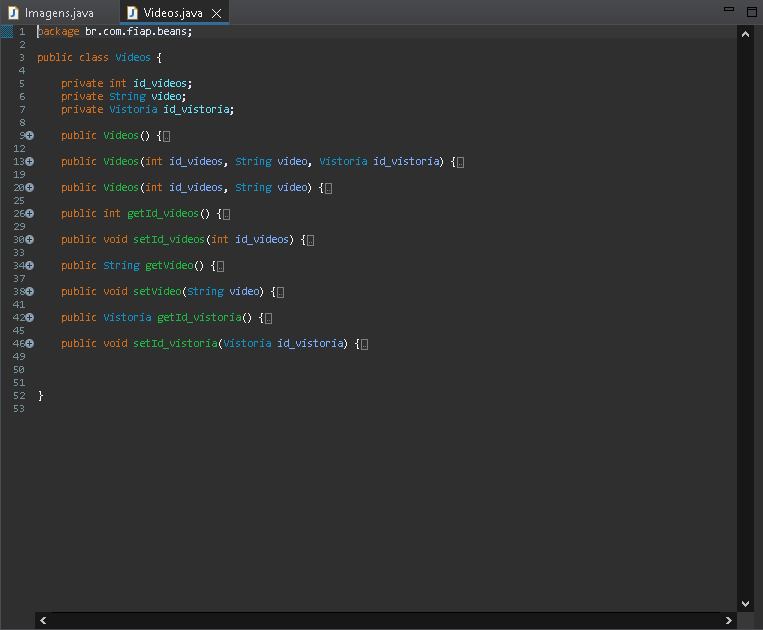 Imagens.java
Videos.java
1 package br.com.fiap.beans;
2
3 public class Videos {
4
5 private int id_videos;
6 private String video;
7 private Vistoria id_vistoria;
8
9 public Videos() {
12
13 public Videos(int id_videos, String video, Vistoria id_vistoria) {
19
20 public Videos(int id_videos, String video) {
25
26 public int getId_videos() {
29
30 public void setId_videos(int id_videos) {
33
34 public String getVideo() {
37
38 public void setVideo(String video) {
41
42 public Vistoria getId_vistoria() {
45
46 public void setId_vistoria(Vistoria id_vistoria) {
49
50
51
52 }
53